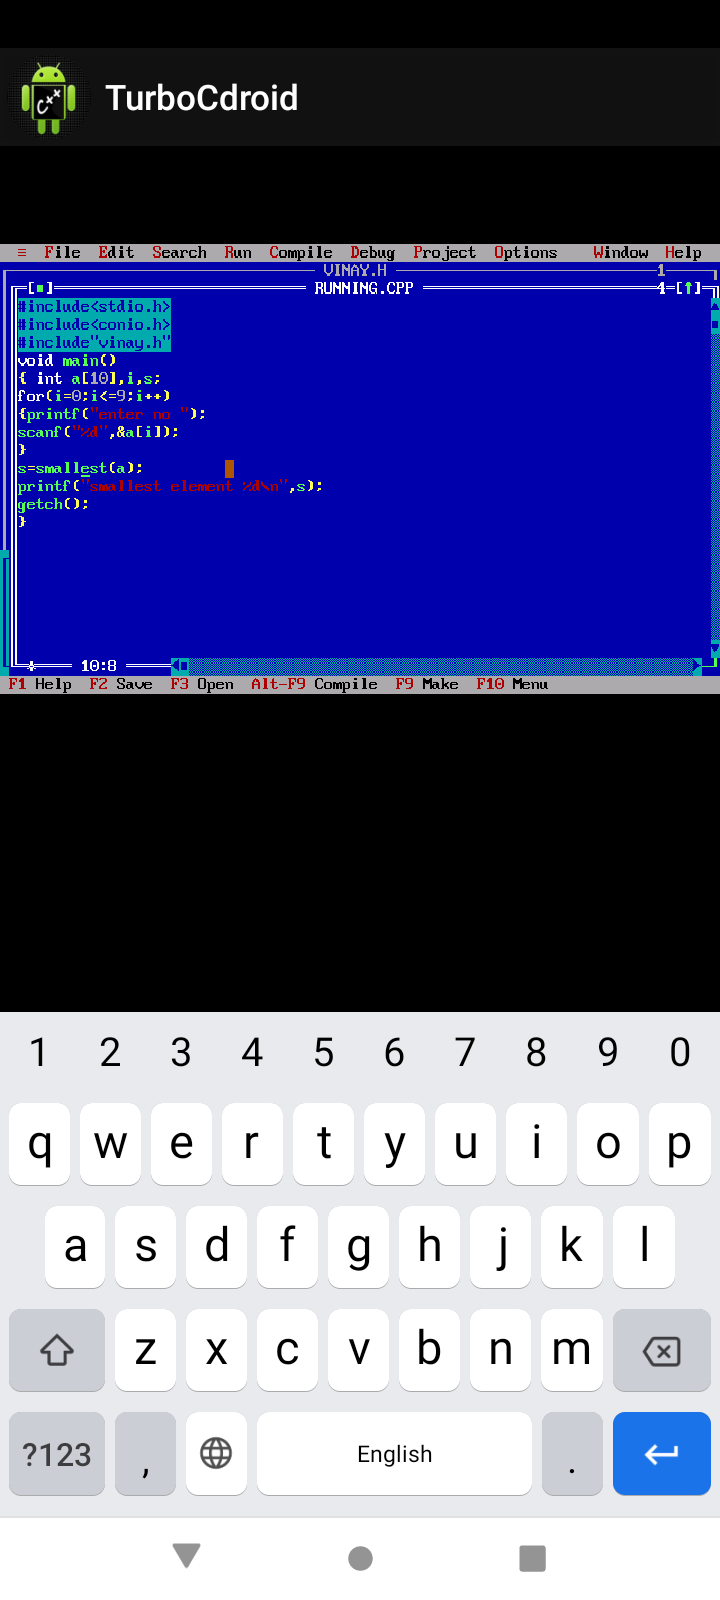 C××
TurboCdroid
≡ File Edit Search Run Compile Debug Project Options Window Help
VINAY.H 1
[■] RUNNING.CPP 4=[↑]
#include<stdio.h>
#include<conio.h>
#include"vinay.h"
void main()
{ int a[10],i,s;
for(i=0;i<=9;i++)
{printf("enter no ");
scanf("%d",&a[i]);
}
s=smallest(a);
printf("smallest element %d\n",s);
getch();
}
10:8
F1 Help F2 Save F3 Open Alt-F9 Compile F9 Make F10 Menu
1 2 3 4 5 6 7 8 9 0
q w e r t y u i o p
a s d f g h j k l
z x c v b n m
?123 , English .